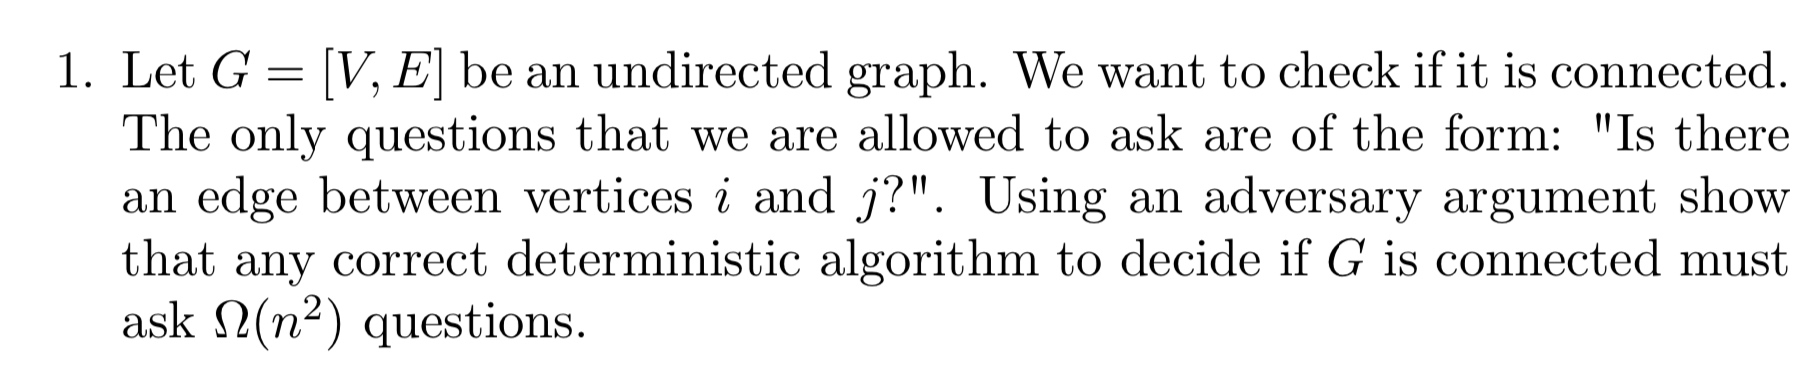 1. Let G = [V, E] be an undirected graph. We want to check if it is connected.
The only questions that we are allowed to ask are of the form: "Is there
an edge between vertices i and j?". Using an adversary argument show
that any correct deterministic algorithm to decide if G is connected must
ask Ω(n²) questions.